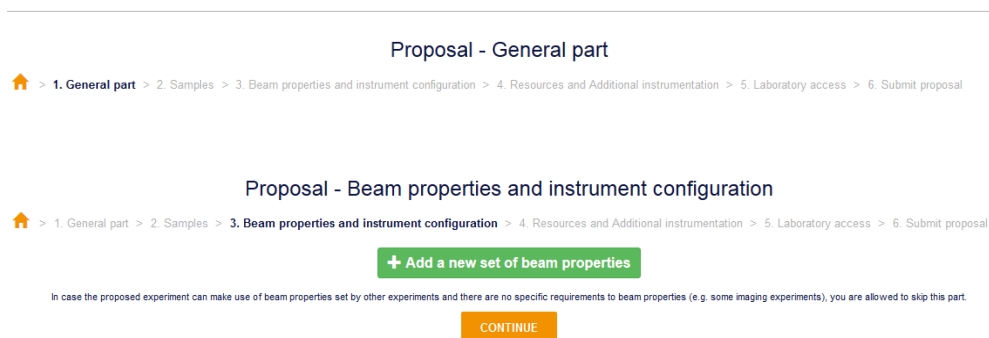 Proposal - General part
> 1. General part > 2. Samples > 3. Beam properties and instrument configuration > 4. Resources and Additional instrumentation > 5. Laboratory access > 6. Submit proposal
Proposal - Beam properties and instrument configuration
> 1. General part > 2. Samples > 3. Beam properties and instrument configuration > 4. Resources and Additional instrumentation > 5. Laboratory access > 6. Submit proposal
+ Add a new set of beam properties
In case the proposed experiment can make use of beam properties set by other experiments and there are no specific requirements to beam properties (e.g. some imaging experiments), you are allowed to skip this part.
CONTINUE